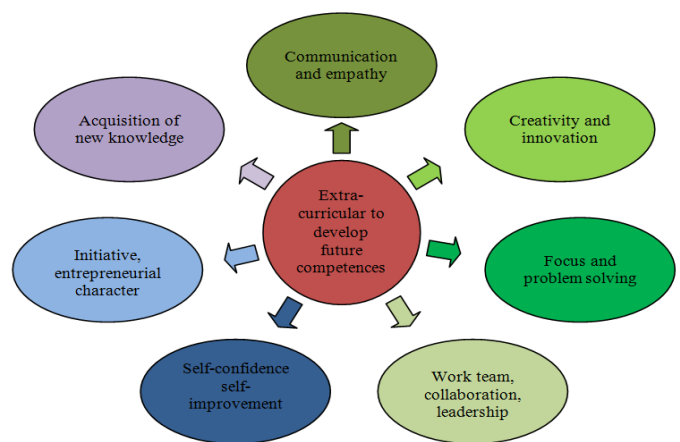 Communication
and empathy
Acquisition of
new knowledge
Creativity and
innovation
Extra-
curricular to
develop
future
competences
Initiative,
entrepreneurial
character
Focus and
problem solving
Self-confidence
self-
improvement
Work team,
collaboration,
leadership